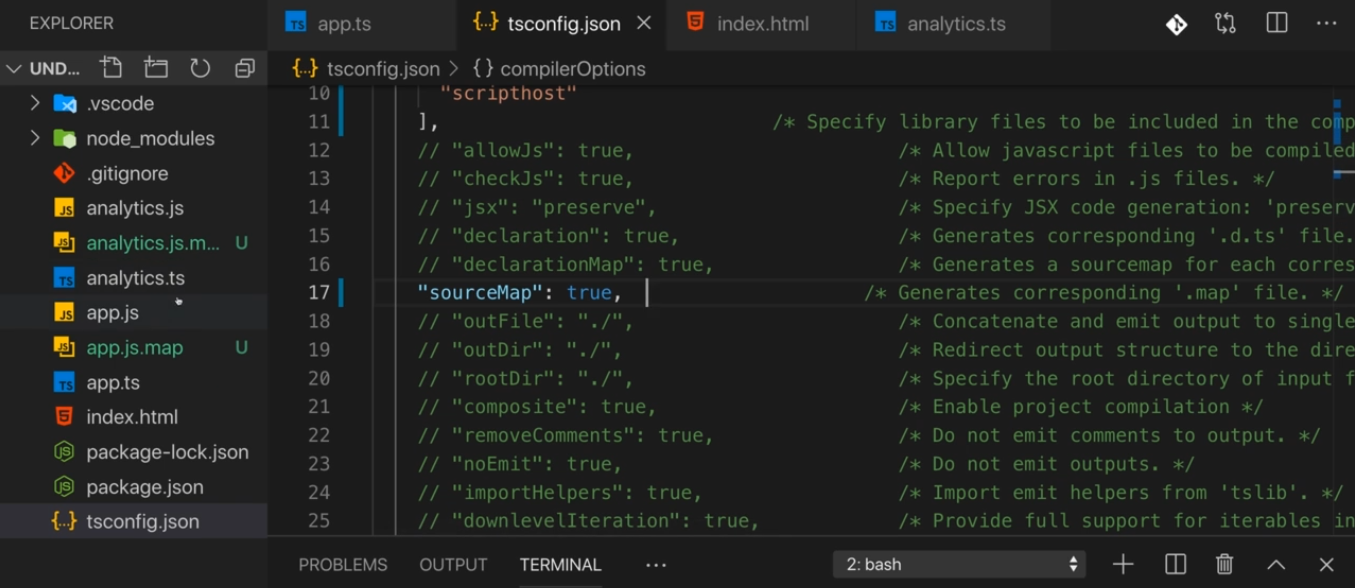 EXPLORER
app.ts
tsconfig.json
index.html
analytics.ts
UND...
tsconfig.json > {} compilerOptions
.vscode
node_modules
.gitignore
analytics.js
analytics.js.m... U
analytics.ts
app.js
app.js.map U
app.ts
index.html
package-lock.json
package.json
tsconfig.json
10 "scripthost"
11 ], /* Specify library files to be included in the comp
12 // "allowJs": true, /* Allow javascript files to be compiled
13 // "checkJs": true, /* Report errors in .js files. */
14 // "jsx": "preserve", /* Specify JSX code generation: 'preserv
15 // "declaration": true, /* Generates corresponding '.d.ts' file.
16 // "declarationMap": true, /* Generates a sourcemap for each corres
17 "sourceMap": true, /* Generates corresponding '.map' file. */
18 // "outFile": "./", /* Concatenate and emit output to single
19 // "outDir": "./", /* Redirect output structure to the dire
20 // "rootDir": "./", /* Specify the root directory of input f
21 // "composite": true, /* Enable project compilation */
22 // "removeComments": true, /* Do not emit comments to output. */
23 // "noEmit": true, /* Do not emit outputs. */
24 // "importHelpers": true, /* Import emit helpers from 'tslib'. */
25 // "downlevelIteration": true, /* Provide full support for iterables in
PROBLEMS OUTPUT TERMINAL ...
2: bash